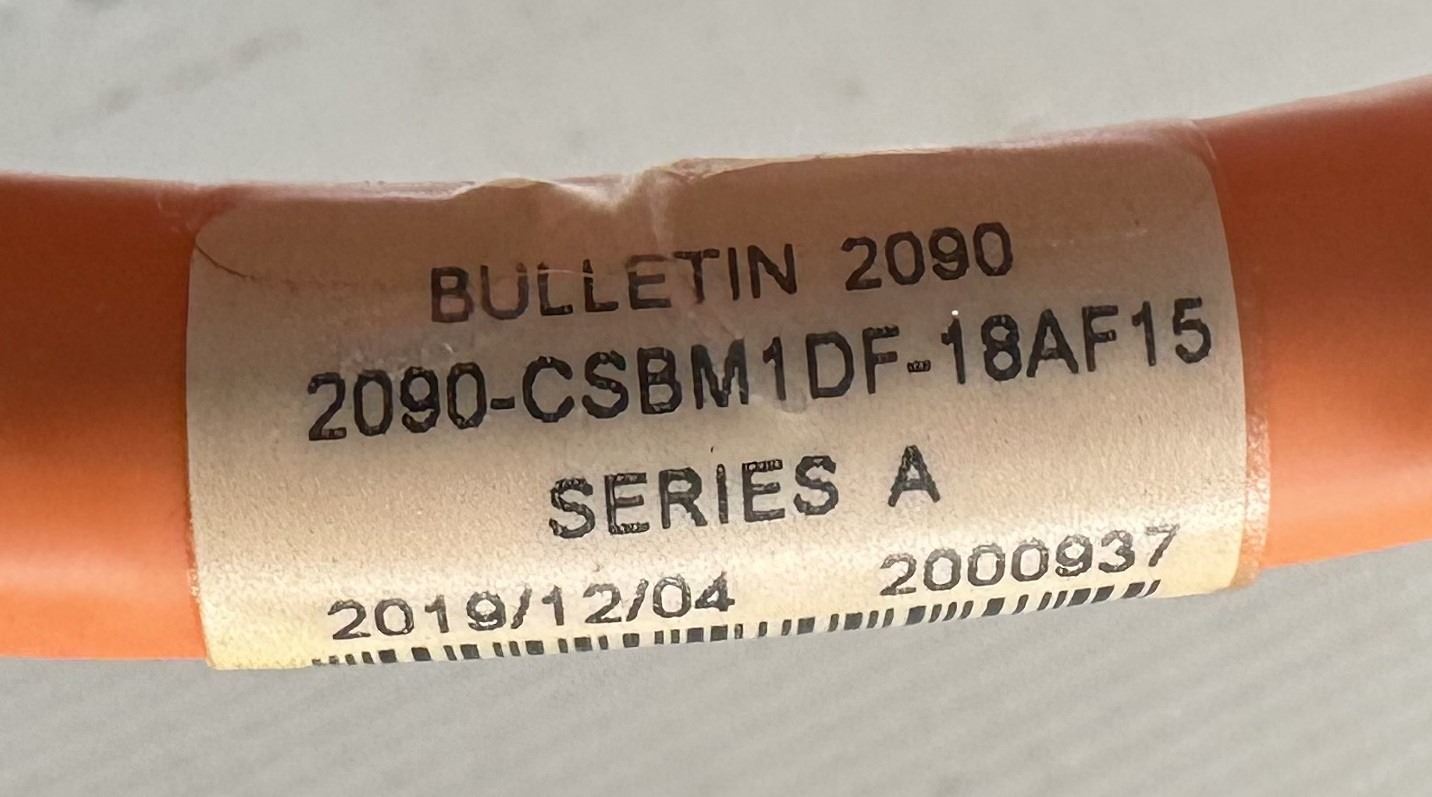 BULLETIN 2090
2090-CSBM1DF-18AF15
SERIES A
2019/12/04 2000937